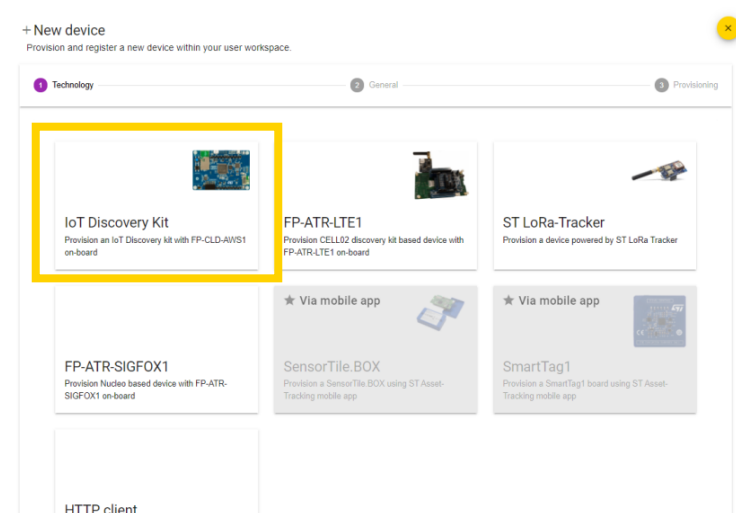 + New device
Provision and register a new device within your user workspace.
1 Technology
2 General
3 Provisioning
IoT Discovery Kit
Provision an IoT Discovery kit with FP-CLD-AWS1
on-board
FP-ATR-LTE1
Provision CELL02 discovery kit based device with
FP-ATR-LTE1 on-board
ST LoRa-Tracker
Provision a device powered by ST LoRa Tracker
FP-ATR-SIGFOX1
Provision Nucleo based device with FP-ATR-
SIGFOX1 on-board
★ Via mobile app
SensorTile.BOX
Provision a SensorTile.BOX using ST Asset-
Tracking mobile app
★ Via mobile app
SmartTag1
Provision a SmartTag1 board using ST Asset-
Tracking mobile app
HTTP client